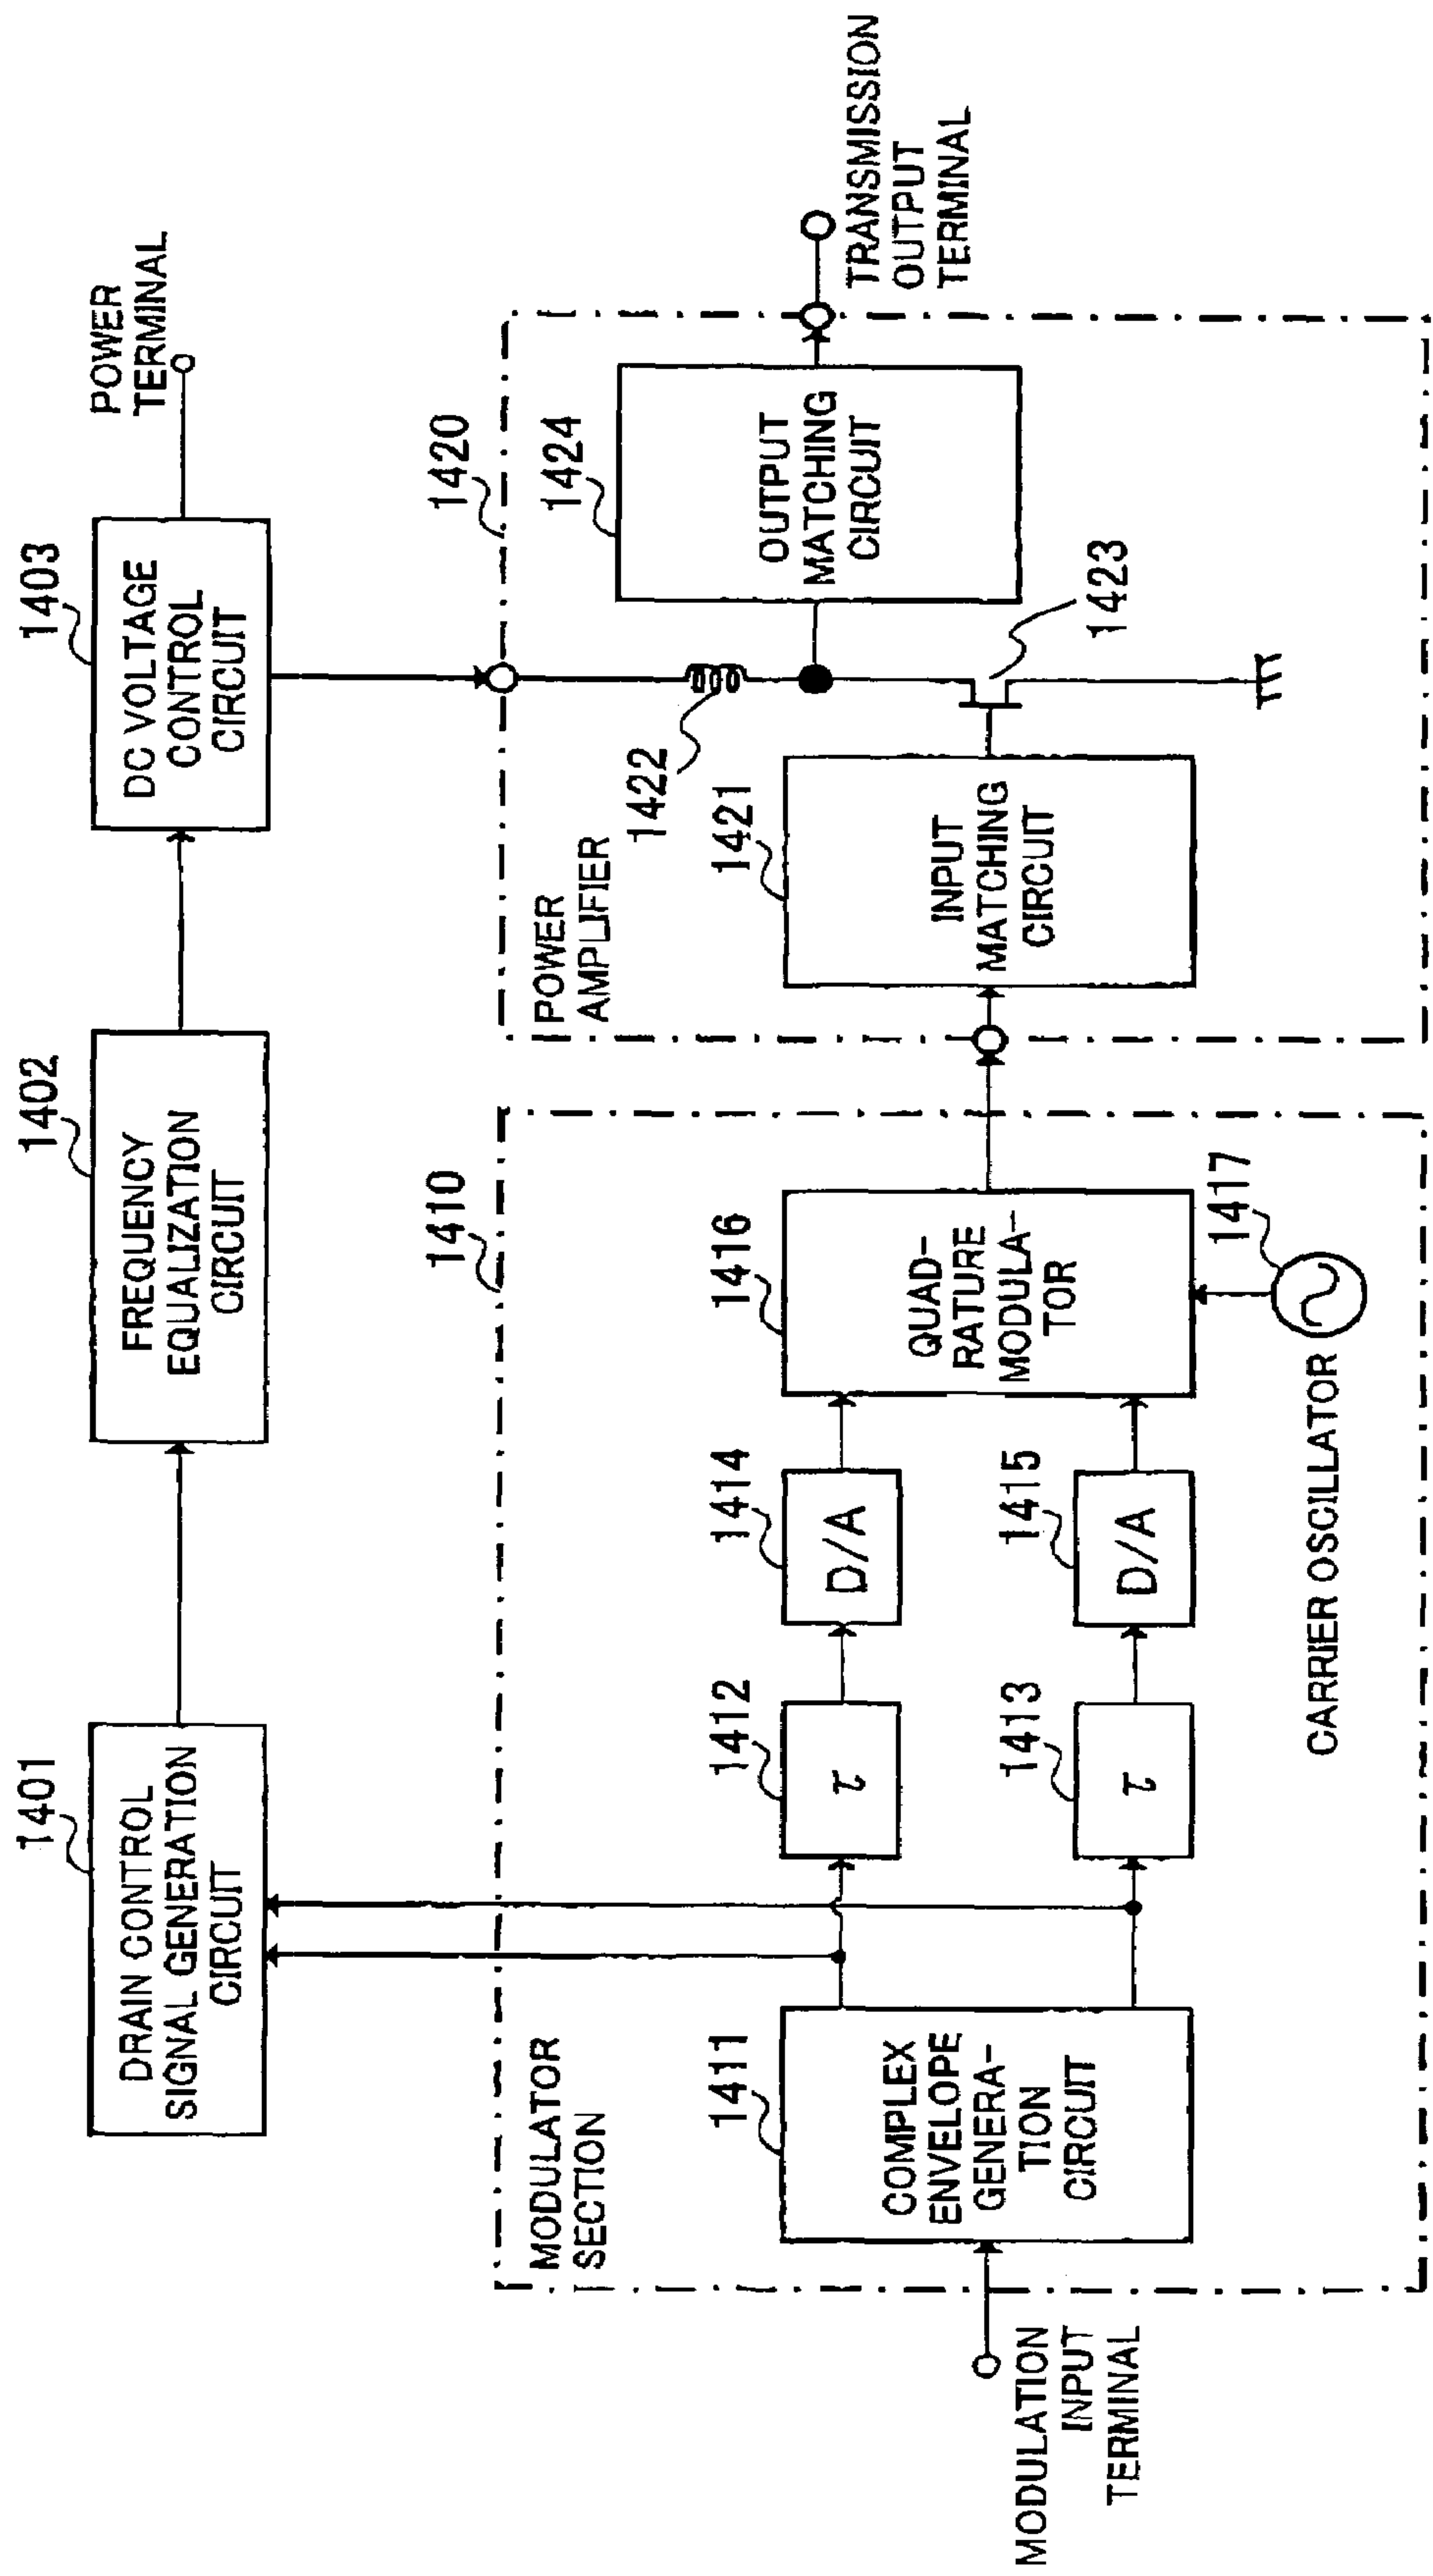 1401
DRAIN CONTROL
SIGNAL GENERATION
CIRCUIT
1402
FREQUENCY
EQUALIZATION
CIRCUIT
1403
DC VOLTAGE
CONTROL
CIRCUIT
POWER
TERMINAL
1410
MODULATOR
SECTION
1411
COMPLEX
ENVELOPE
GENERA-
TION
CIRCUIT
MODULATION
INPUT
TERMINAL
1412
τ
1413
τ
1414
D/A
1415
D/A
1416
QUAD-
RATURE
MODULA-
TOR
1417
CARRIER OSCILLATOR
1420
POWER
AMPLIFIER
1421
INPUT
MATCHING
CIRCUIT
1422
1423
1424
OUTPUT
MATCHING
CIRCUIT
TRANSMISSION
OUTPUT
TERMINAL